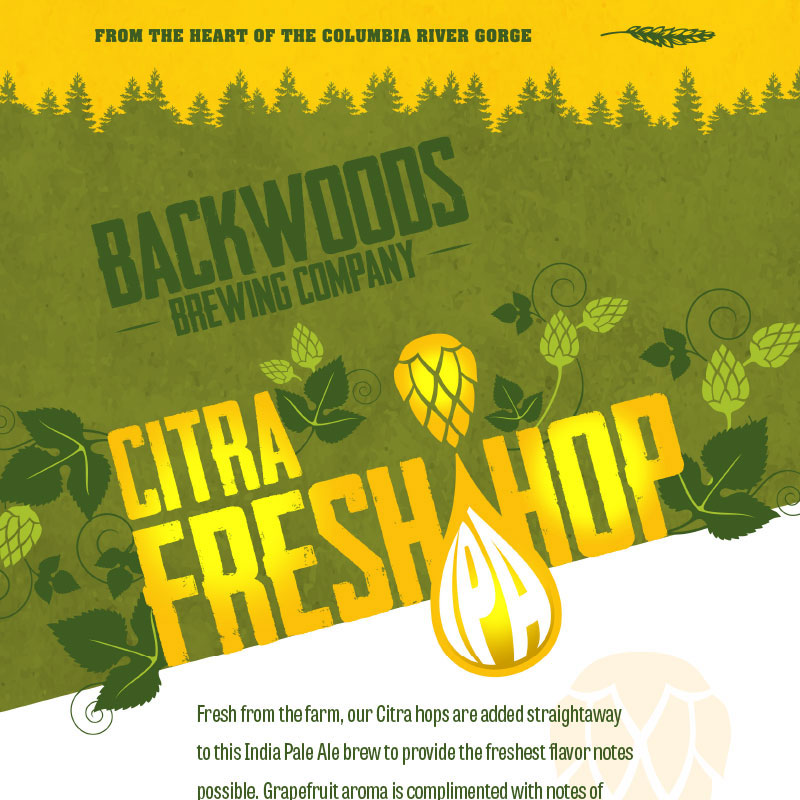 FROM THE HEART OF THE COLUMBIA RIVER GORGE
BACKWOODS
BREWING COMPANY
CITRA
FRESH HOP
IPA
Fresh from the farm, our Citra hops are added straightaway
to this India Pale Ale brew to provide the freshest flavor notes
possible. Grapefruit aroma is complimented with notes of